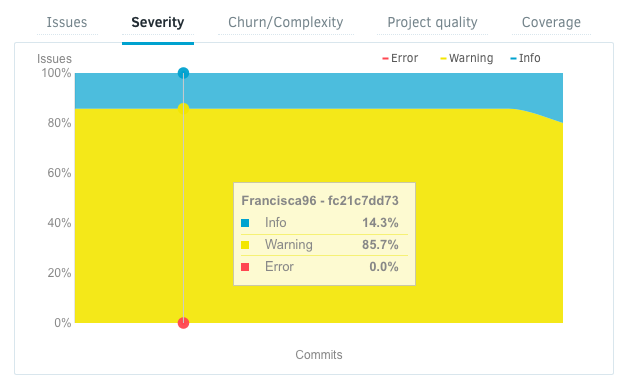 Issues Severity Churn/Complexity Project quality Coverage
Issues
Error Warning Info
100%
80%
60%
40%
20%
0%
Francisca96 - fc21c7dd73
Info 14.3%
Warning 85.7%
Error 0.0%
Commits